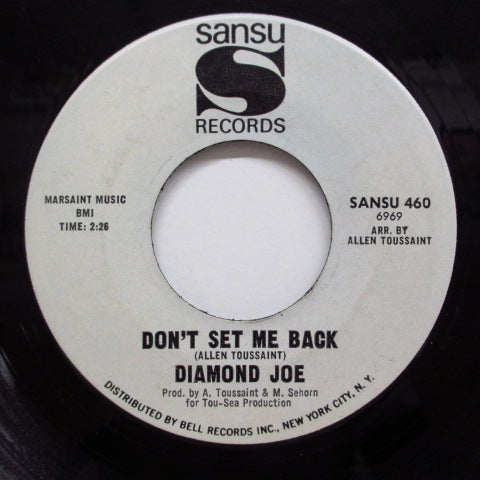 sansu
S
RECORDS
MARSAINT MUSIC
BMI
TIME: 2:26
SANSU 460
6969
ARR. BY
ALLEN TOUSSAINT
DON'T SET ME BACK
(ALLEN TOUSSAINT)
DIAMOND JOE
Prod. by A. Toussaint & M. Sehorn
for Tou-Sea Production
DISTRIBUTED BY BELL RECORDS INC., NEW YORK CITY, N. Y.